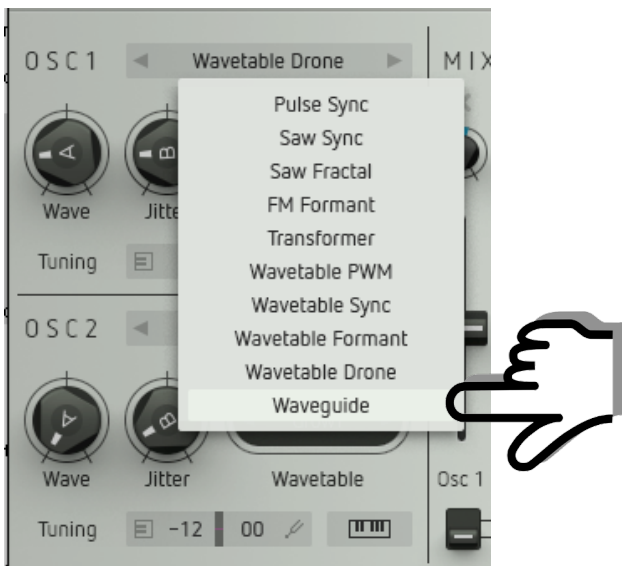 OSC1
Wavetable Drone
MIX
Pulse Sync
Saw Sync
Saw Fractal
FM Formant
Transformer
Wavetable PWM
Wavetable Sync
Wavetable Formant
Wavetable Drone
Waveguide
A
B
Wave
Tuning
OSC2
A
B
Wave
Jitter
Wavetable
Osc 1
Tuning
-12
00